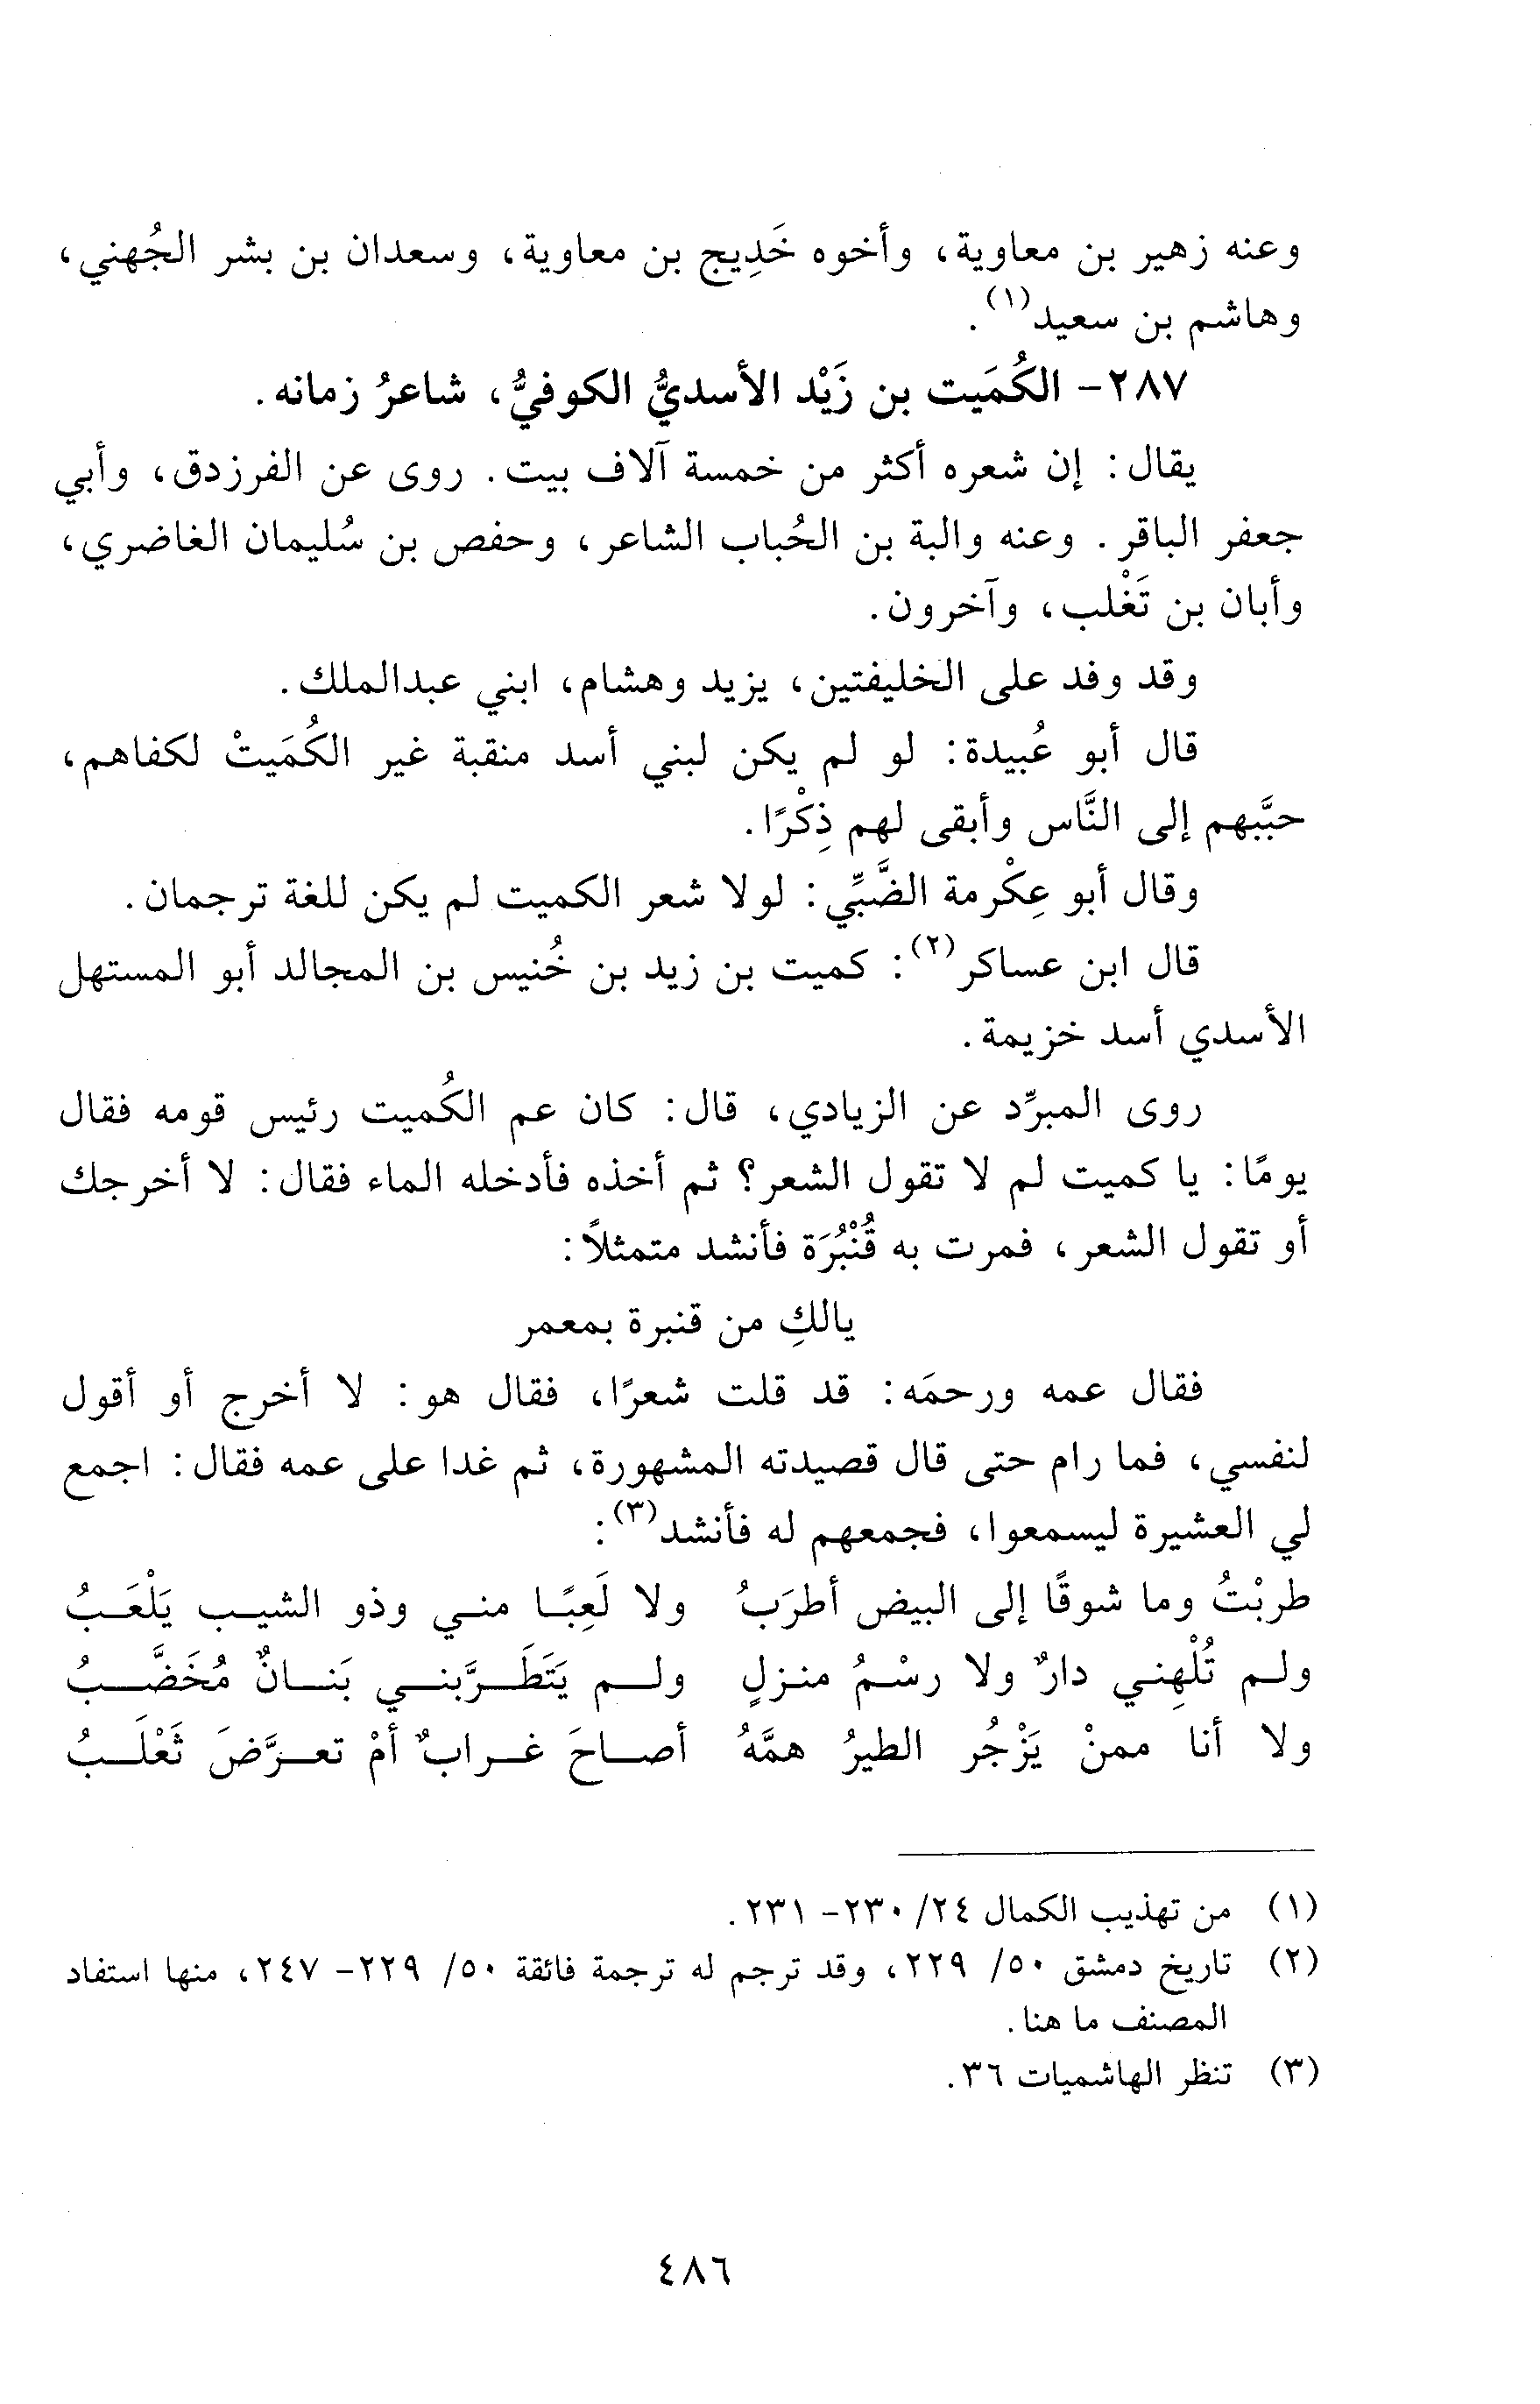 وعنه زهير بن معاوية، وأخوه خَدِيج بن معاوية، وسعدان بن بشر الجُهني،
وهاشم بن سعيد(١).
٢٨٧- الكُمَيت بن زَيْد الأسديُّ الكوفيُّ، شاعرُ زمانه.
يقال: إن شعره أكثر من خمسة آلاف بيت. روى عن الفرزدق، وأبي
جعفر الباقر. وعنه والبة بن الحُباب الشاعر، وحفص بن سُليمان الغاضري،
وأبان بن تَغْلب، وآخرون.
وقد وفد على الخليفتين، يزيد وهشام، ابني عبدالملك.
قال أبو عُبيدة: لو لم يكن لبني أسد منقبة غير الكُمَيتْ لكفاهم،
حبَّبهم إلى النَّاس وأبقى لهم ذِكْرًا.
وقال أبو عِكْرمة الضَّبِّي: لولا شعر الكميت لم يكن للغة ترجمان.
قال ابن عساكر(٢): كميت بن زيد بن خُنيس بن المجالد أبو المستهل
الأسدي أسد خزيمة.
روى المبرِّد عن الزيادي، قال: كان عم الكُميت رئيس قومه فقال
يومًا: يا كميت لم لا تقول الشعر؟ ثم أخذه فأدخله الماء فقال: لا أخرجك
أو تقول الشعر، فمرت به قُنْبُرَة فأنشد متمثلاً:
يالكِ من قنبرة بمعمر
فقال عمه ورحمَه: قد قلت شعرًا، فقال هو: لا أخرج أو أقول
لنفسي، فما رام حتى قال قصيدته المشهورة، ثم غدا على عمه فقال: اجمع
لي العشيرة ليسمعوا، فجمعهم له فأنشد(٣):
طربْتُ وما شوقًا إلى البيض أطرَبُ ولا لَعِبًا مني وذو الشيب يَلْعَبُ
ولم تُلْهِني دارٌ ولا رسْمُ منزلٍ ولم يَتَطَرَّبني بَنانٌ مُخَضَّبُ
ولا أنا ممنْ يَزْجُر الطيرُ همَّهُ أصاحَ غرابٌ أمْ تعرَّضَ ثَعْلَبُ
(١) من تهذيب الكمال ٢٤/ ٢٣٠- ٢٣١.
(٢) تاريخ دمشق ٥٠/ ٢٢٩، وقد ترجم له ترجمة فائقة ٥٠/ ٢٢٩- ٢٤٧، منها استفاد
المصنف ما هنا.
(٣) تنظر الهاشميات ٣٦.
٤٨٦